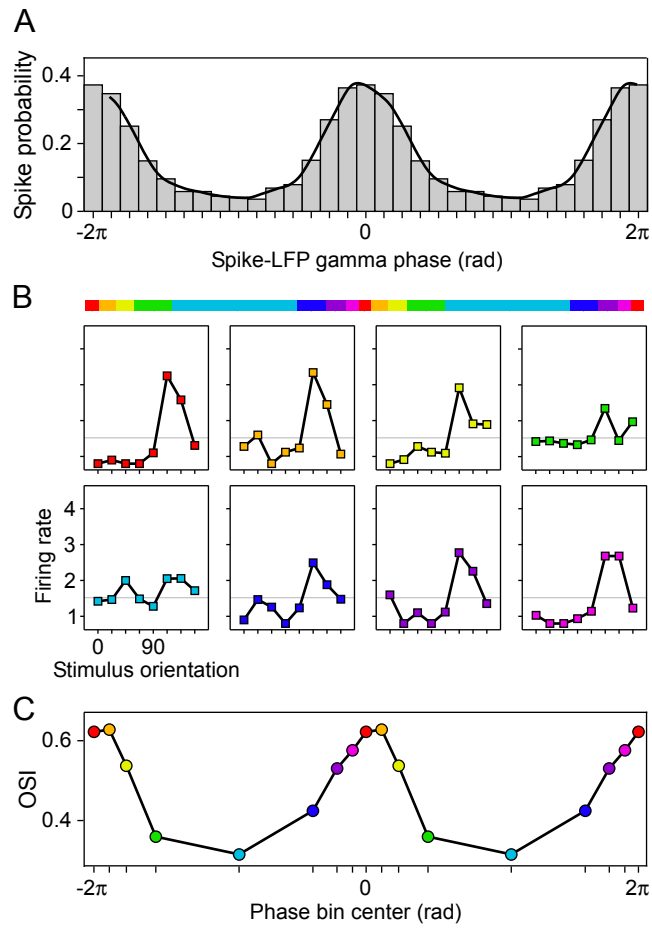 A
Spike probability
0.4
0.2
0
-2π 0 2π
Spike-LFP gamma phase (rad)
B
Firing rate
4
3
2
1
0 90
Stimulus orientation
C
OSI
0.6
0.4
-2π 0 2π
Phase bin center (rad)